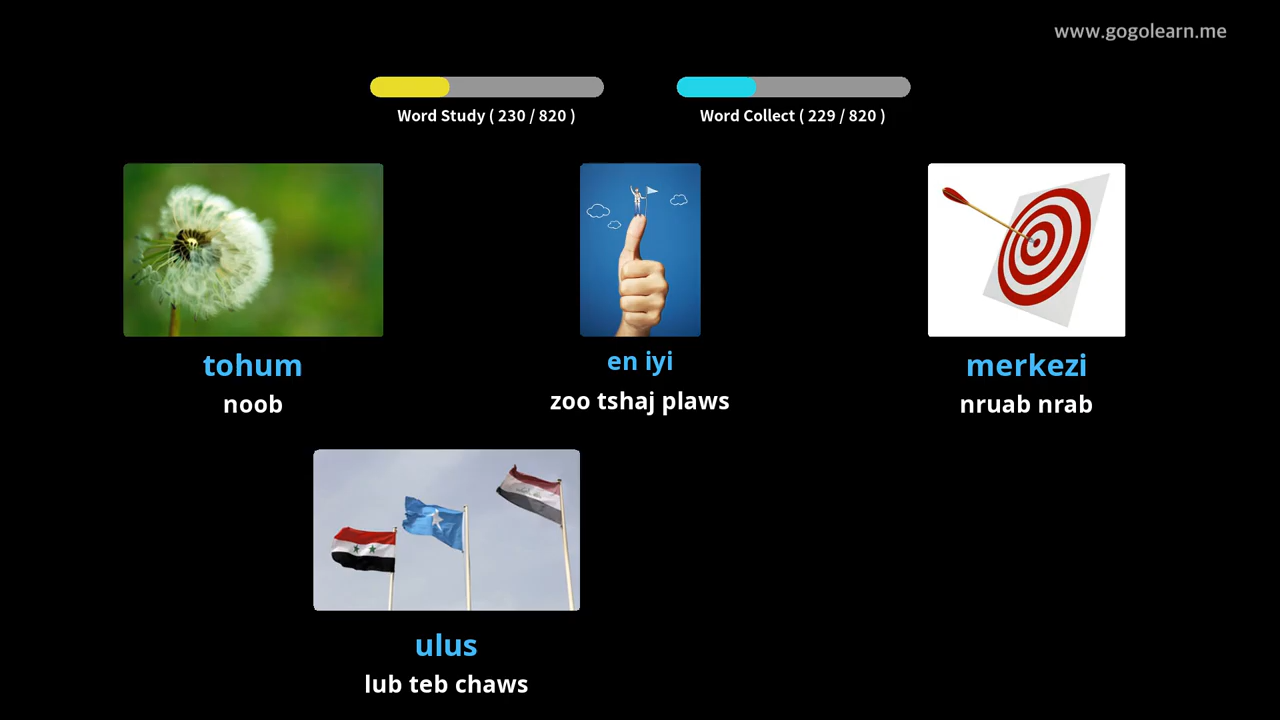 www.gogolearn.me
Word Study ( 230 / 820 )
Word Collect ( 229 / 820 )
tohum
noob
en iyi
zoo tshaj plaws
merkezi
nruab nrab
ulus
lub teb chaws